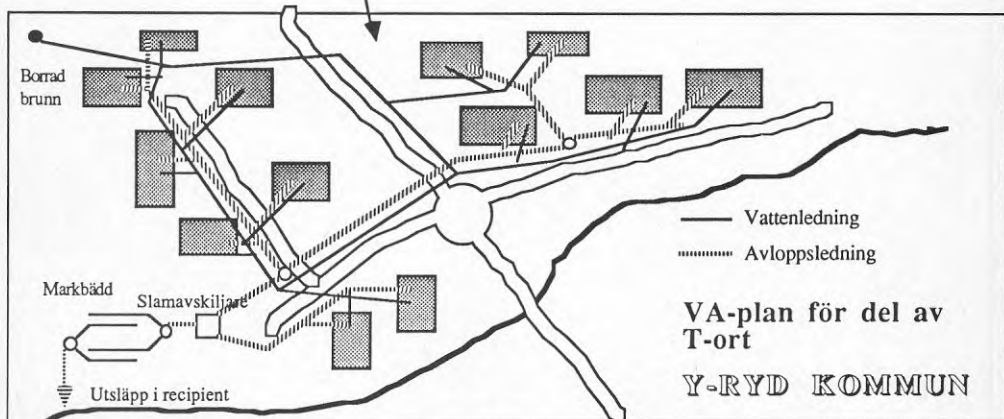 Borrad
brunn
Vattenledning
Avloppsledning
Markbädd
Slamavskiljare
VA-plan för del av
T-ort
Utsläpp i recipient
Y-RYD KOMMUN